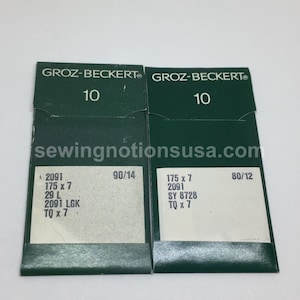 GROZ-BECKERT®
10
2091 90/14
175 x 7
29 L
2091 LGK
TQ x 7
GROZ-BECKERT®
10
175 x 7 80/12
2091
SY 8728
TQ x 7
sewingnotionsusa.com